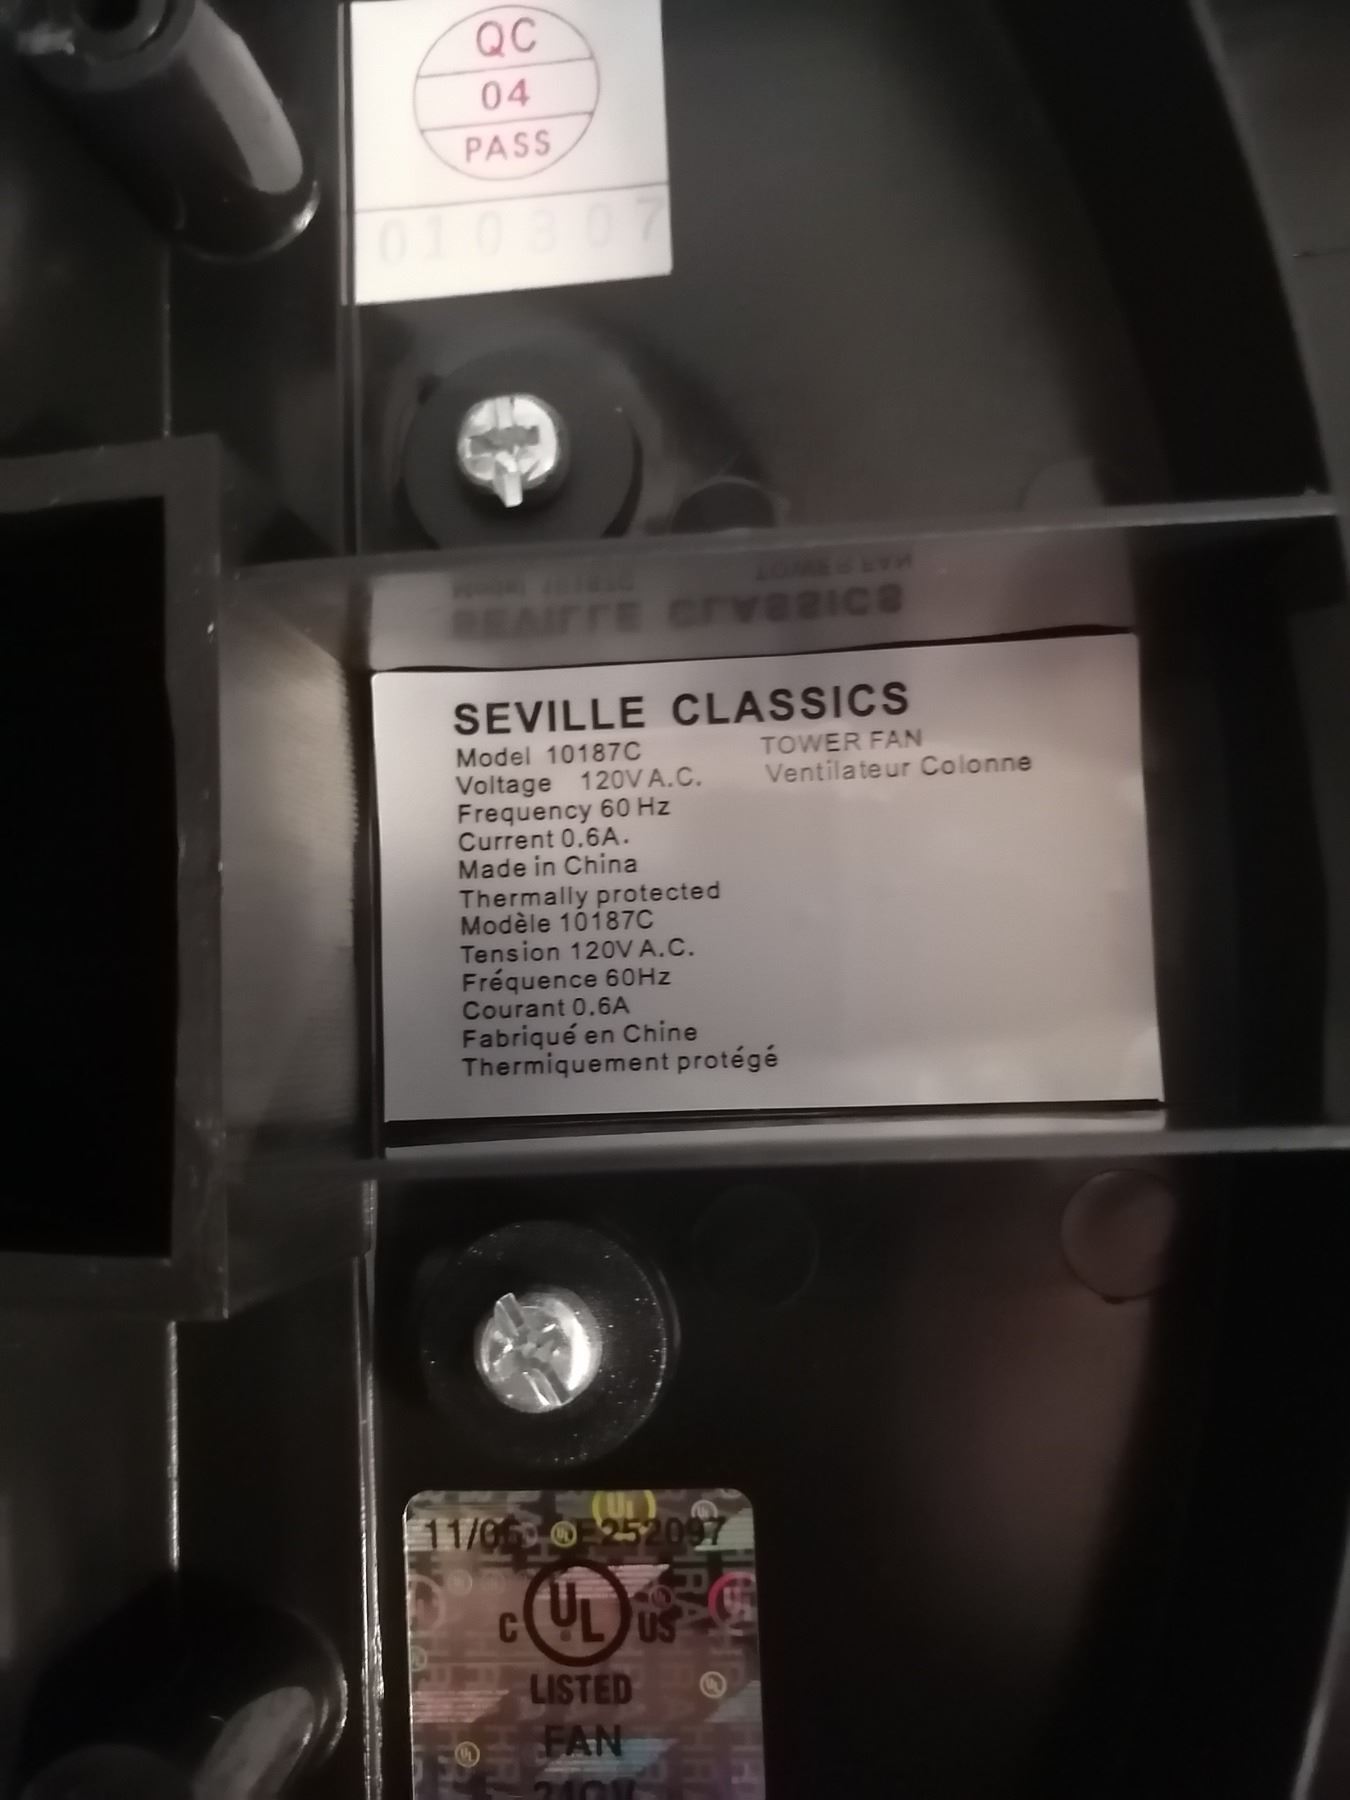 QC
04
PASS
010307
SEVILLE CLASSICS
Model 10187C TOWER FAN
Voltage 120V A.C. Ventilateur Colonne
Frequency 60 Hz
Current 0.6A.
Made in China
Thermally protected
Modèle 10187C
Tension 120V A.C.
Fréquence 60Hz
Courant 0.6A
Fabriqué en Chine
Thermiquement protégé
E252097
C UL US
LISTED
FAN